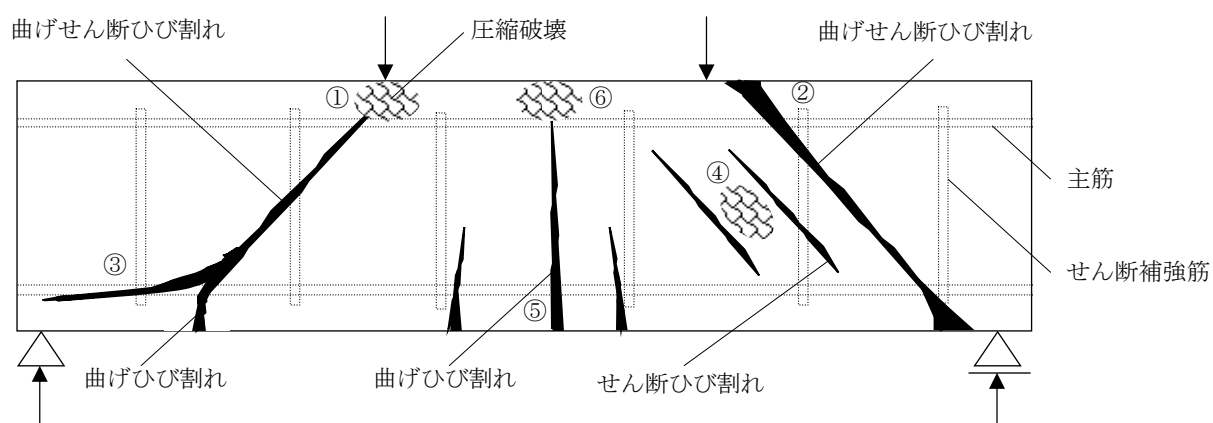 曲げせん断ひび割れ
圧縮破壊
曲げせん断ひび割れ
①
⑥
②
主筋
④
③
せん断補強筋
⑤
曲げひび割れ
曲げひび割れ
せん断ひび割れ